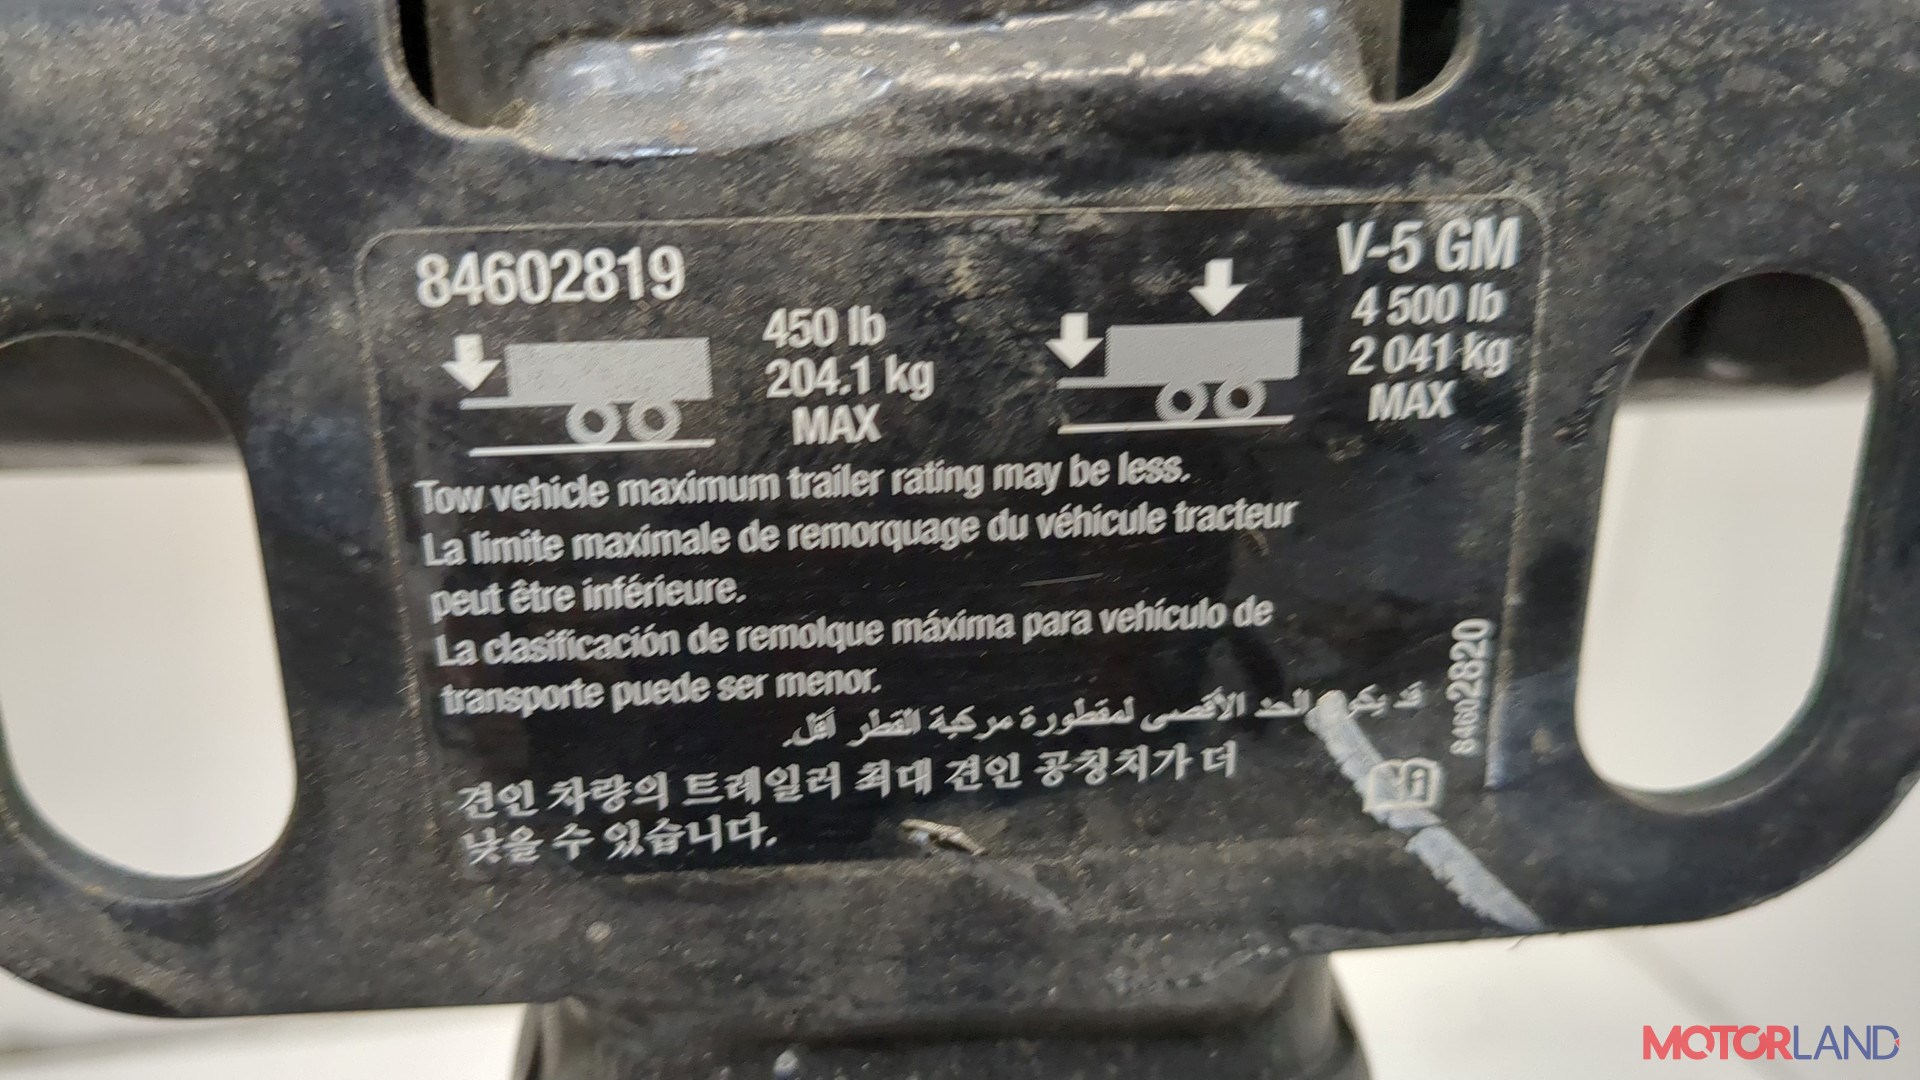 84602819
450 lb
204.1 kg
MAX
V-5 GM
4 500 lb
2 041 kg
MAX
Tow vehicle maximum trailer rating may be less.
La limite maximale de remorquage du véhicule tracteur
peut être inférieure.
La clasificación de remolque máxima para vehículo de
transporte puede ser menor.
قد يكون الحد الأقصى لمقطورة مركبة القطر أقل.
견인 차량의 트레일러 최대 견인 공칭치가 더
낮을 수 있습니다.
84602820
MOTORLAND